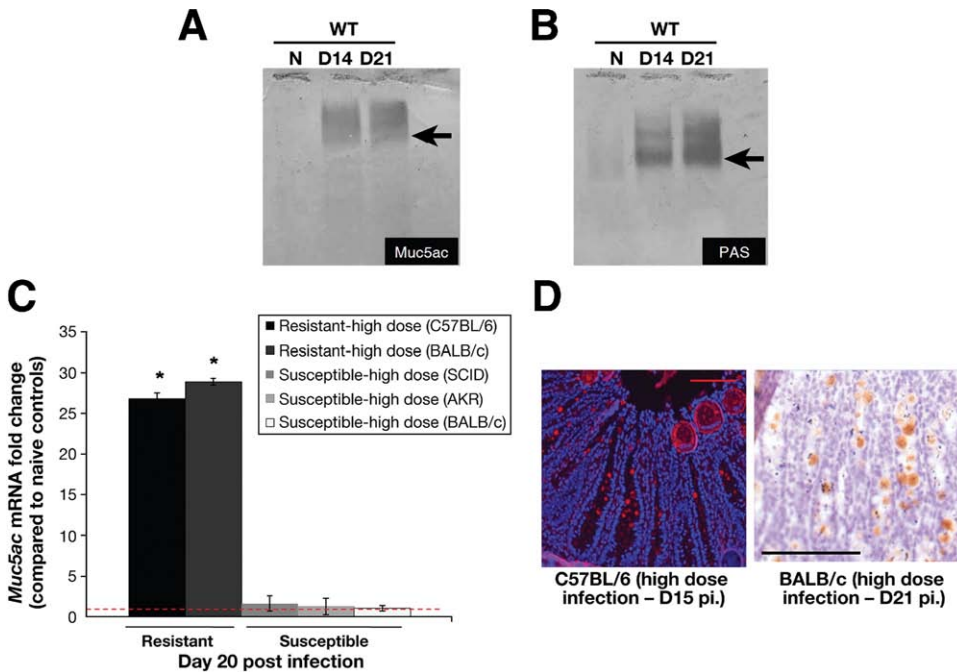 A
WT
N D14 D21
Muc5ac
B
WT
N D14 D21
PAS
C
Muc5ac mRNA fold change
(compared to naive controls)
35
30
25
20
15
10
5
1
0
*
*
Resistant-high dose (C57BL/6)
Resistant-high dose (BALB/c)
Susceptible-high dose (SCID)
Susceptible-high dose (AKR)
Susceptible-high dose (BALB/c)
Resistant Susceptible
Day 20 post infection
D
C57BL/6 (high dose
infection – D15 pi.)
BALB/c (high dose
infection – D21 pi.)